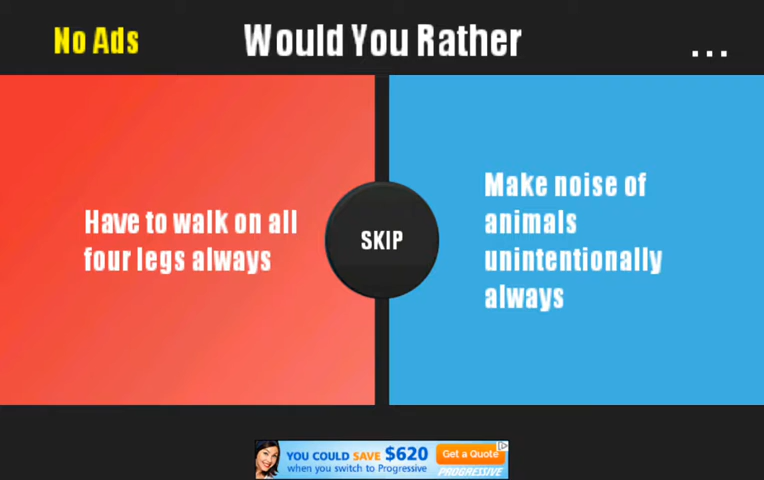 No Ads
Would You Rather
...
Have to walk on all
four legs always
SKIP
Make noise of
animals
unintentionally
always
YOU COULD SAVE $620
when you switch to Progressive
Get a Quote
PROGRESSIVE